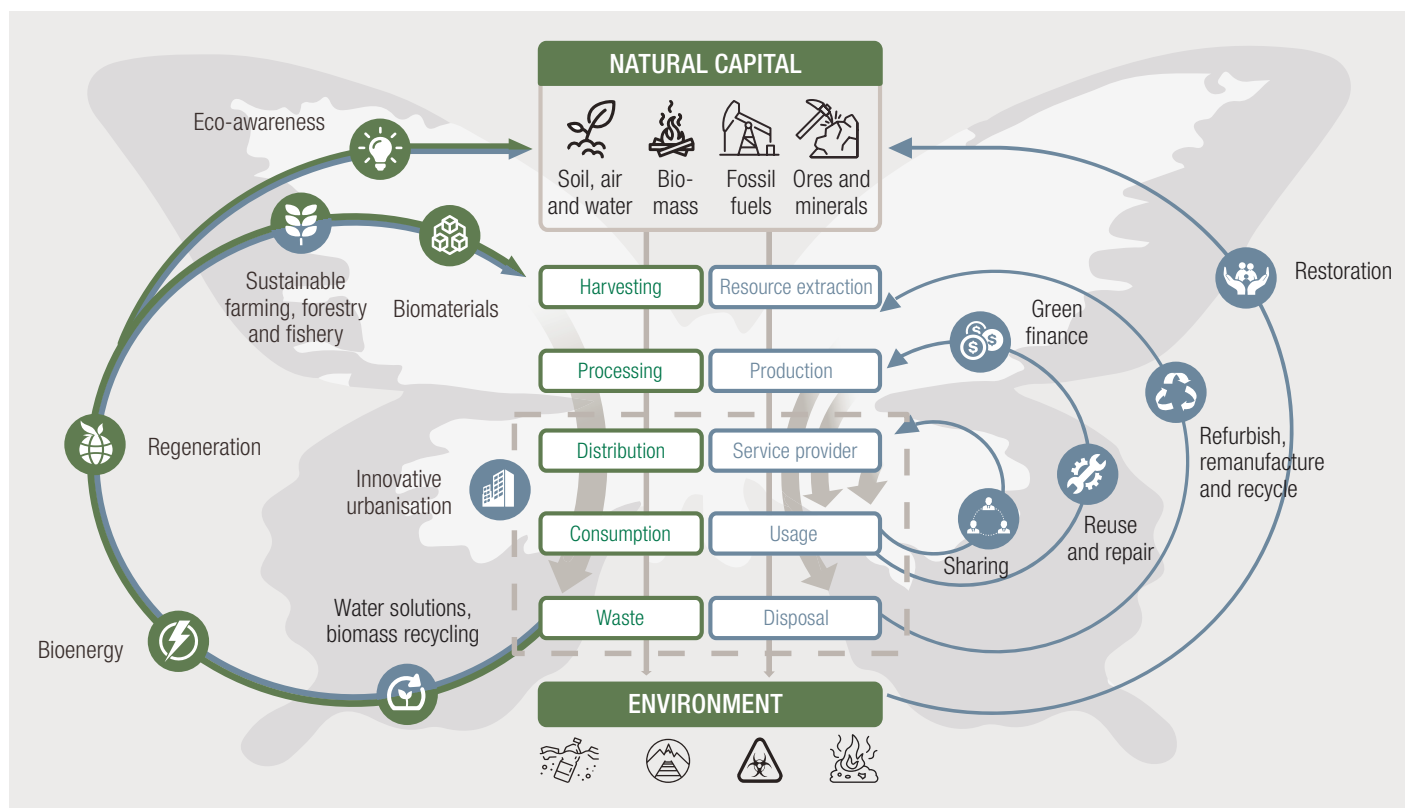 NATURAL CAPITAL
Soil, air
and water
Bio-
mass
Fossil
fuels
Ores and
minerals
Eco-awareness
Sustainable
farming, forestry
and fishery
Biomaterials
Regeneration
Bioenergy
Water solutions,
biomass recycling
Innovative
urbanisation
Harvesting
Resource extraction
Processing
Production
Distribution
Service provider
Consumption
Usage
Waste
Disposal
Green
finance
Restoration
Refurbish,
remanufacture
and recycle
Reuse
and repair
Sharing
$
$
$
ENVIRONMENT